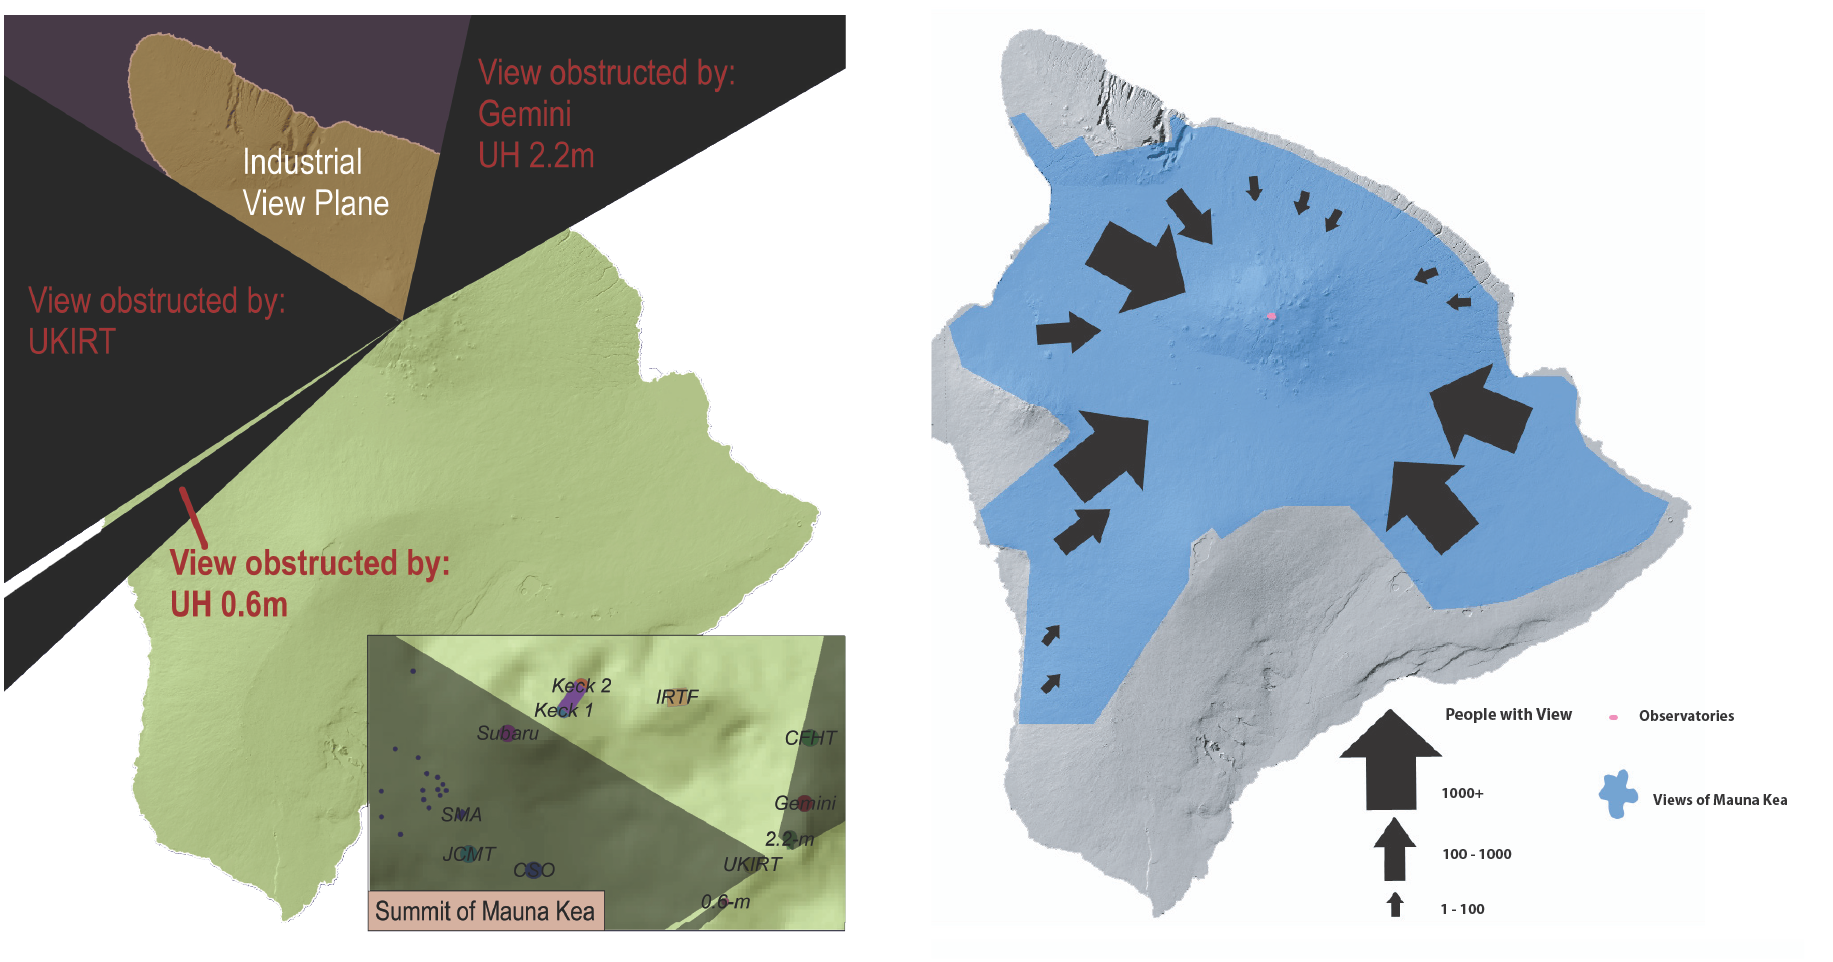 View obstructed by:
Gemini
UH 2.2m
Industrial
View Plane
View obstructed by:
UKIRT
View obstructed by:
UH 0.6m
Keck 2
Keck 1
IRTF
Subaru
CFHT
Gemini
SMA
2.2-m
JCMT
UKIRT
CSO
0.6-m
Summit of Mauna Kea
People with View
Observatories
1000+
Views of Mauna Kea
100 - 1000
1 - 100